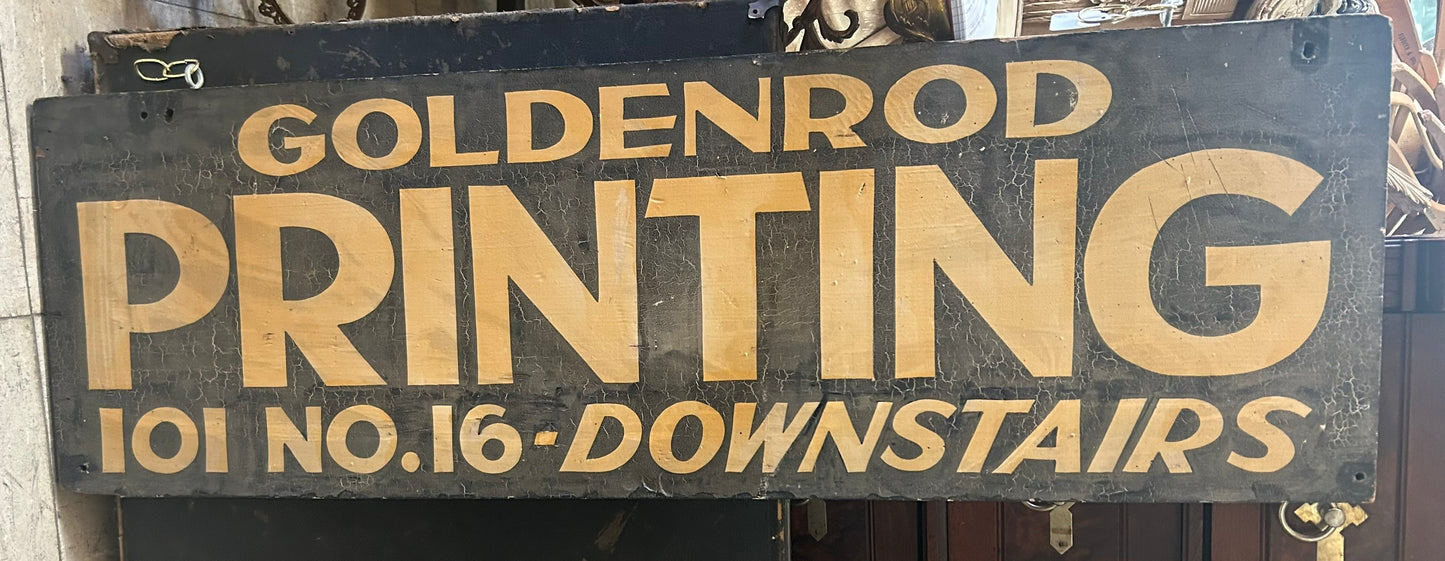 GOLDENROD
PRINTING
101 NO.16-DOWNSTAIRS